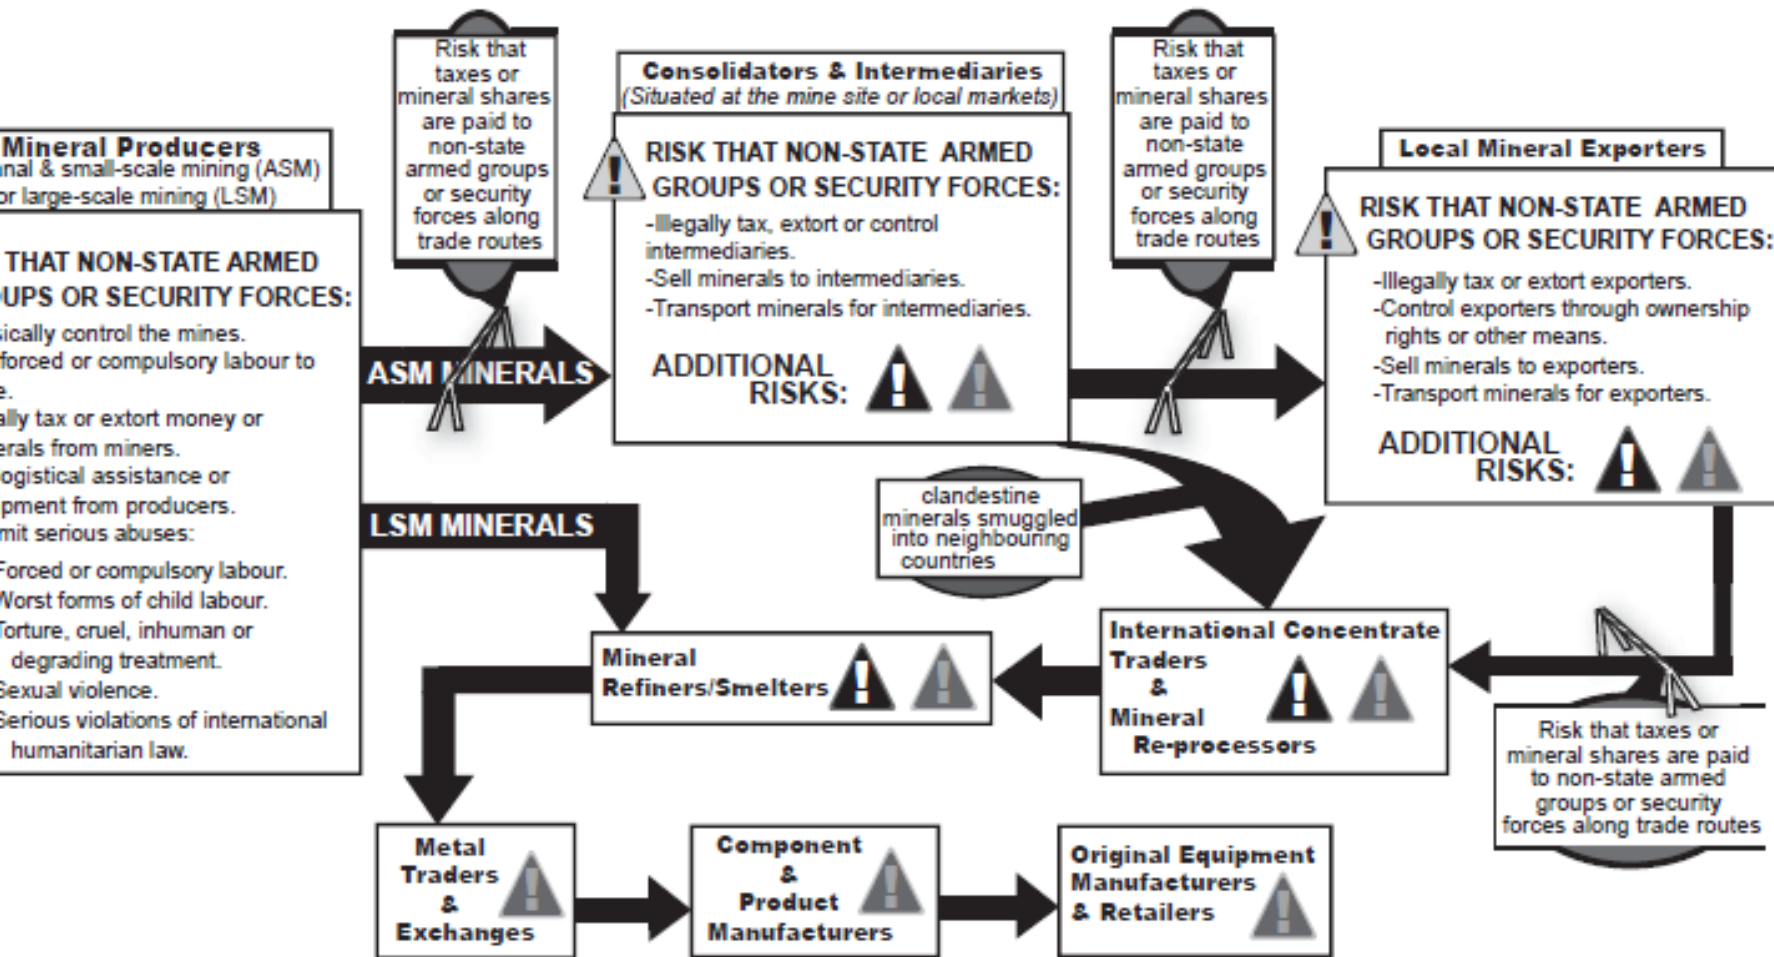 Mineral Producers
& small-scale mining (ASM)
or large-scale mining (LSM)
THAT NON-STATE ARMED
OR SECURITY FORCES:
control the mines.
forced or compulsory labour to
tax or extort money or
from miners.
logistical assistance or
from producers.
serious abuses:
Forced or compulsory labour.
Worst forms of child labour.
Torture, cruel, inhuman or
degrading treatment.
Sexual violence.
Serious violations of international
humanitarian law.
Risk that
taxes or
mineral shares
are paid to
non-state
armed groups
or security
forces along
trade routes
ASM MINERALS
LSM MINERALS
Consolidators & Intermediaries
(Situated at the mine site or local markets)
! RISK THAT NON-STATE ARMED
GROUPS OR SECURITY FORCES:
-Illegally tax, extort or control
intermediaries.
-Sell minerals to intermediaries.
-Transport minerals for intermediaries.
ADDITIONAL
RISKS: ! !
Risk that
taxes or
mineral shares
are paid to
non-state
armed groups
or security
forces along
trade routes
Local Mineral Exporters
! RISK THAT NON-STATE ARMED
GROUPS OR SECURITY FORCES:
-Illegally tax or extort exporters.
-Control exporters through ownership
rights or other means.
-Sell minerals to exporters.
-Transport minerals for exporters.
ADDITIONAL
RISKS: ! !
clandestine
minerals smuggled
into neighbouring
countries
Risk that taxes or
mineral shares are paid
to non-state armed
groups or security
forces along trade routes
International Concentrate
Traders
&
Mineral
Re-processors
! !
Mineral
Refiners/Smelters ! !
Metal
Traders
&
Exchanges
!
Component
&
Product
Manufacturers
!
Original Equipment
Manufacturers
& Retailers
!